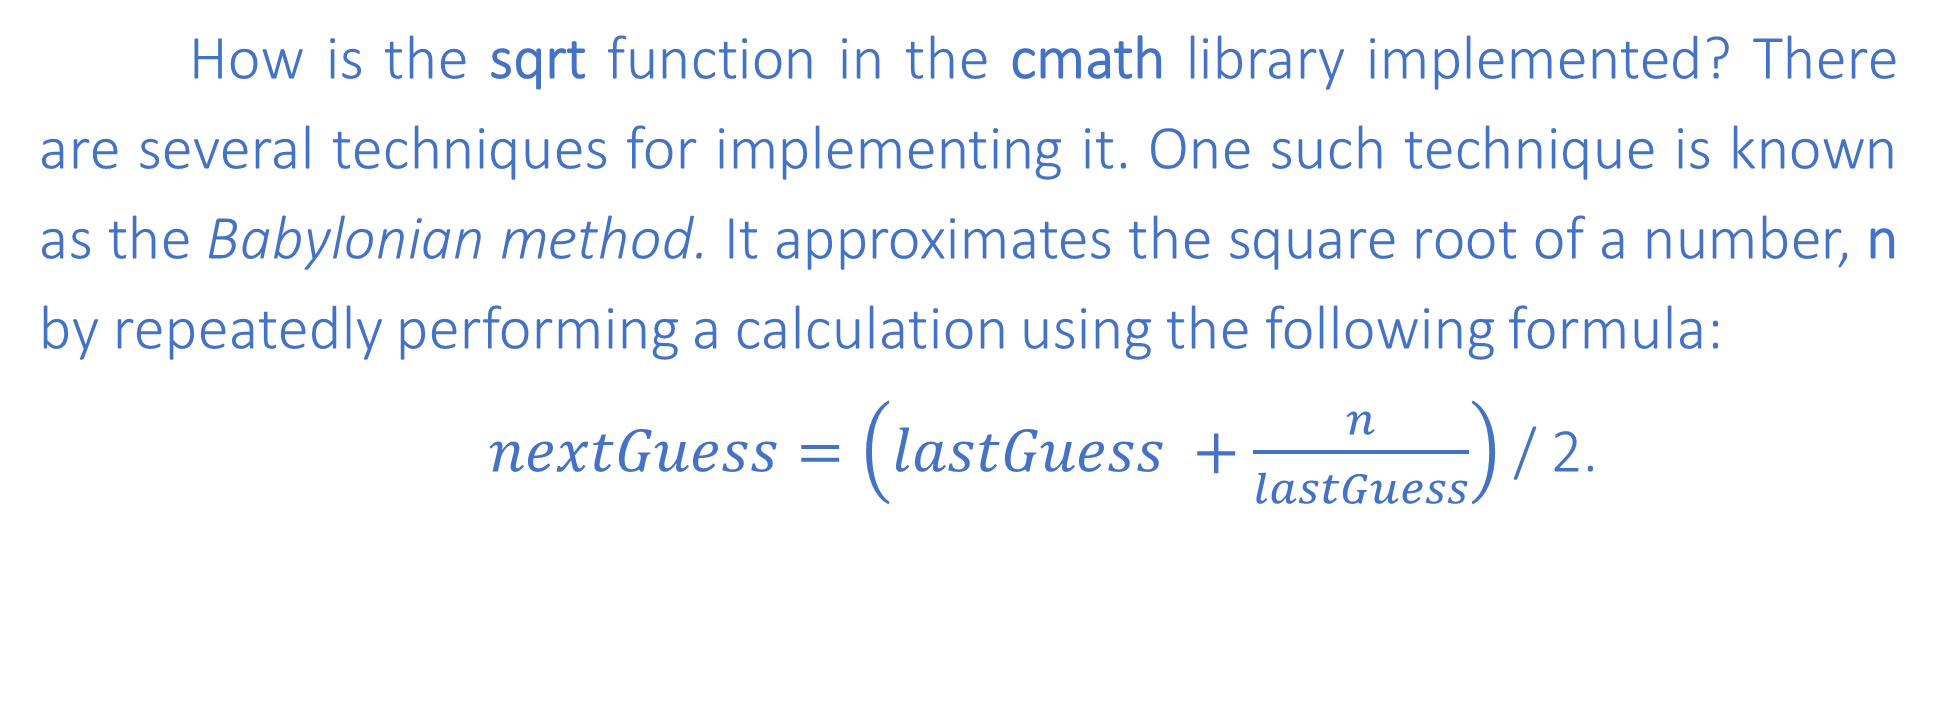 How is the sqrt function in the cmath library implemented? There
are several techniques for implementing it. One such technique is known
as the Babylonian method. It approximates the square root of a number, n
by repeatedly performing a calculation using the following formula:
nextGuess = (lastGuess + n/lastGuess) / 2.